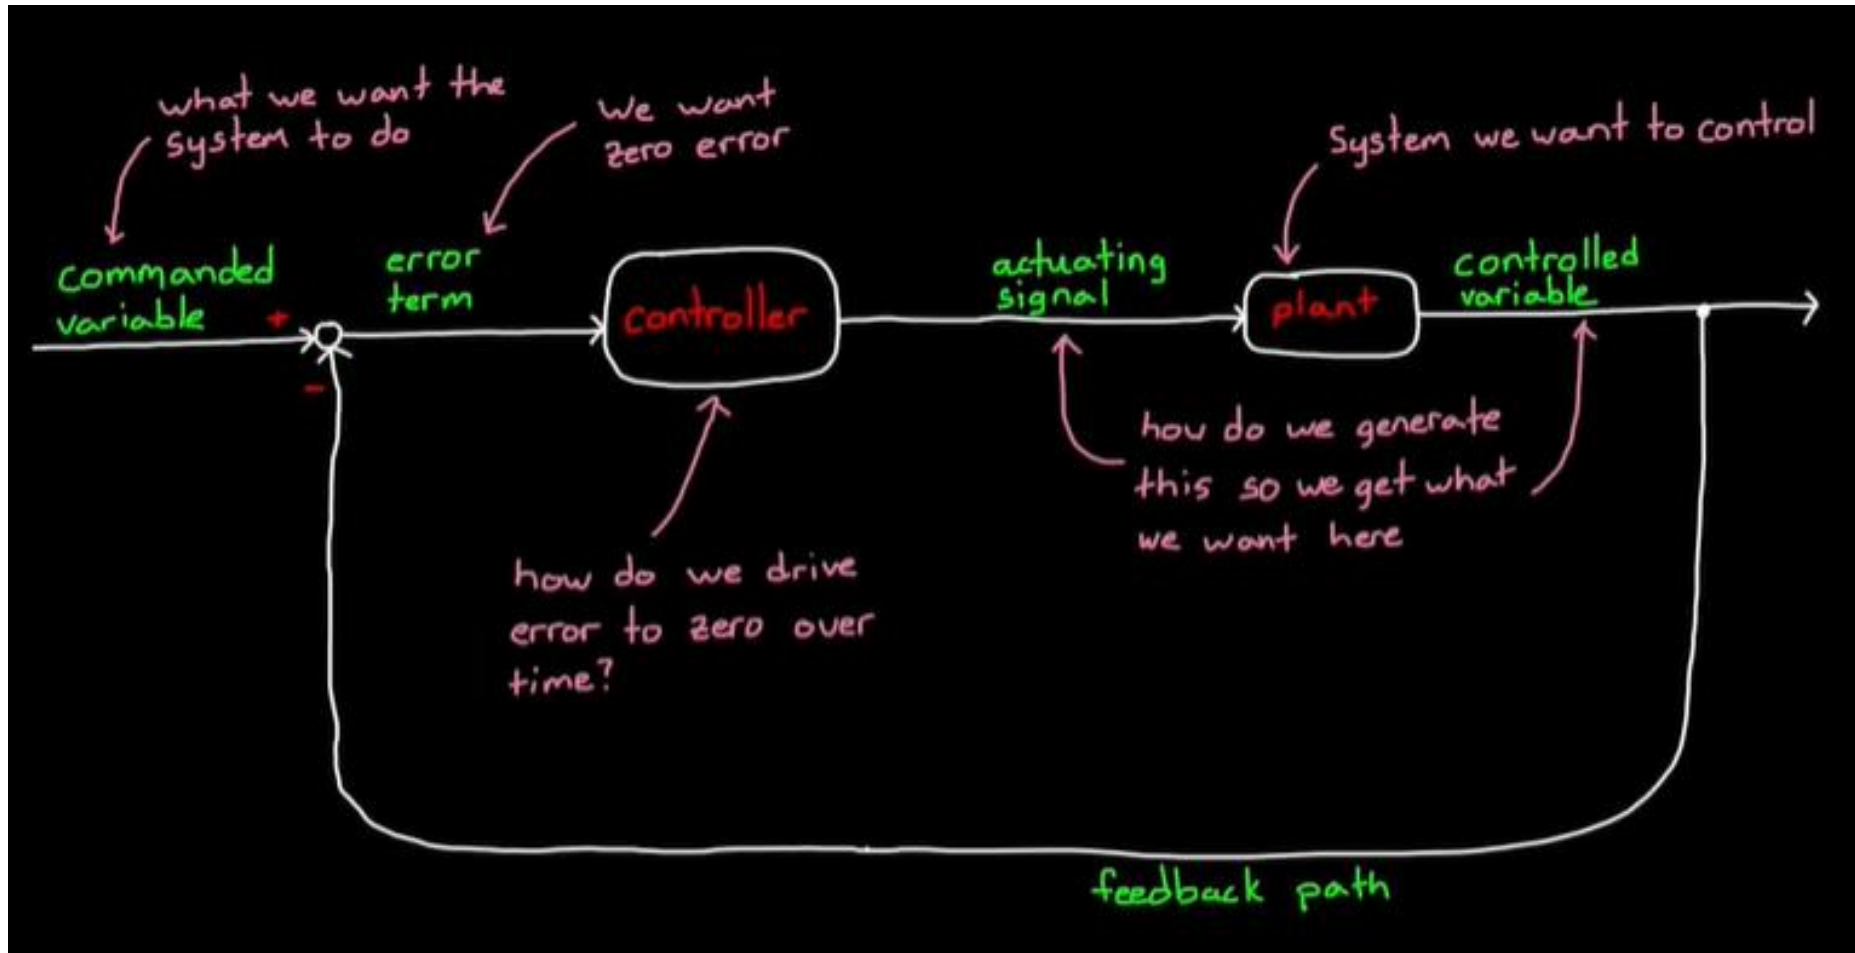 what we want the
system to do
we want
zero error
System we want to control
commanded
variable
+
-
error
term
controller
actuating
signal
plant
controlled
variable
how do we generate
this so we get what
we want here
how do we drive
error to zero over
time?
feedback path